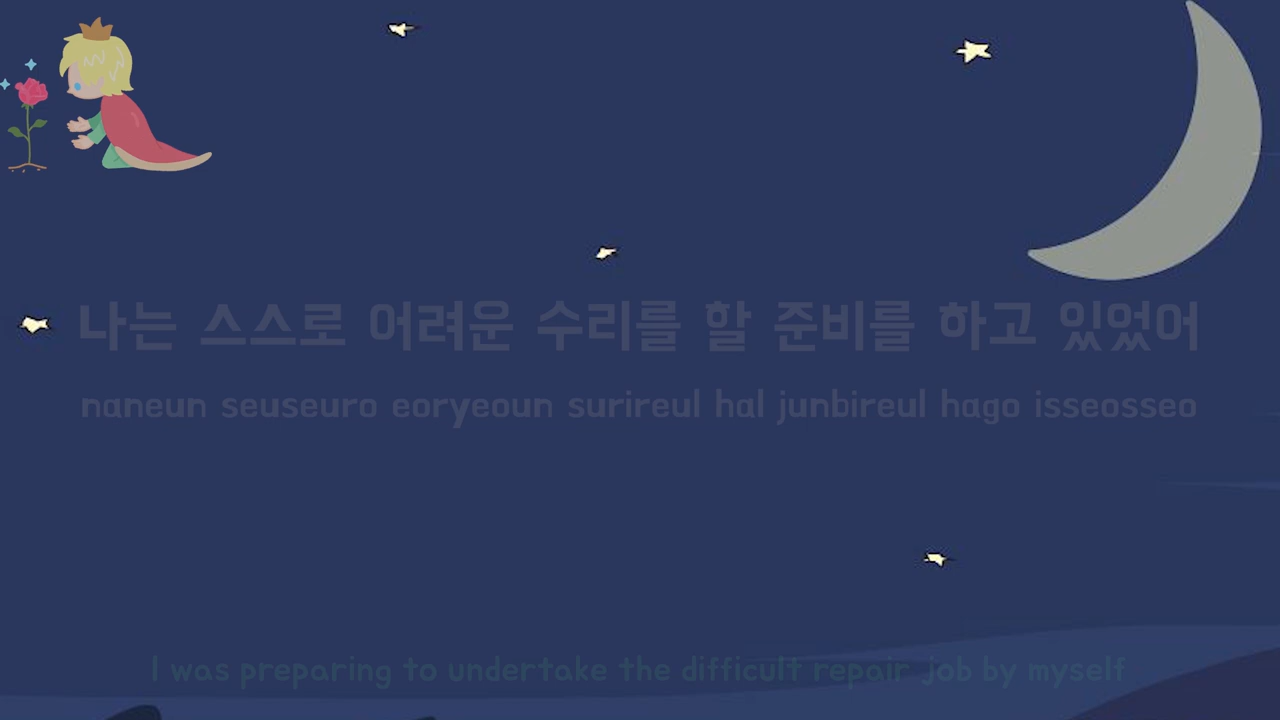 나는 스스로 어려운 수리를 할 준비를 하고 있었어
naneun seuseuro eoryeoun surireul hal junbireul hago isseosseo
I was preparing to undertake the difficult repair job by myself